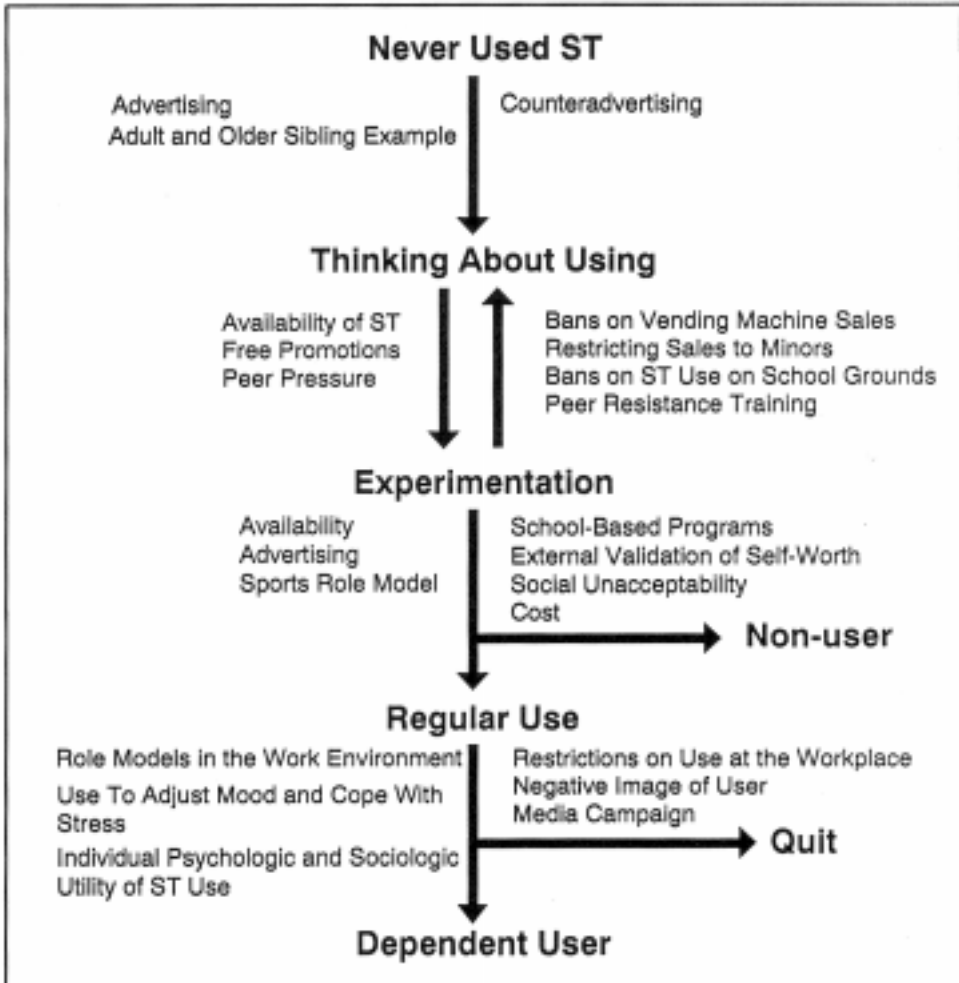 Never Used ST
Advertising
Adult and Older Sibling Example
Counteradvertising
Thinking About Using
Availability of ST
Free Promotions
Peer Pressure
Bans on Vending Machine Sales
Restricting Sales to Minors
Bans on ST Use on School Grounds
Peer Resistance Training
Experimentation
Availability
Advertising
Sports Role Model
School-Based Programs
External Validation of Self-Worth
Social Unacceptability
Cost
Non-user
Regular Use
Role Models in the Work Environment
Use To Adjust Mood and Cope With
Stress
Individual Psychologic and Sociologic
Utility of ST Use
Restrictions on Use at the Workplace
Negative Image of User
Media Campaign
Quit
Dependent User